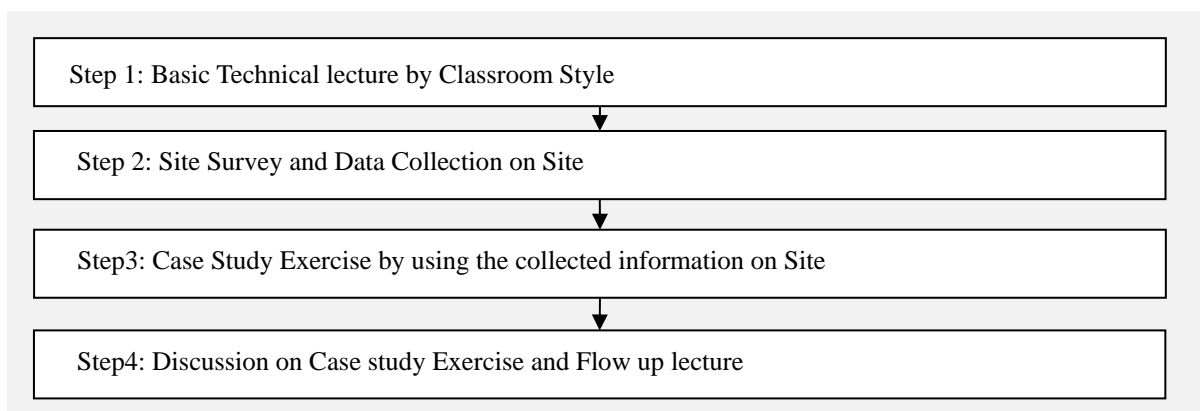 Step 1: Basic Technical lecture by Classroom Style
Step 2: Site Survey and Data Collection on Site
Step3: Case Study Exercise by using the collected information on Site
Step4: Discussion on Case study Exercise and Flow up lecture